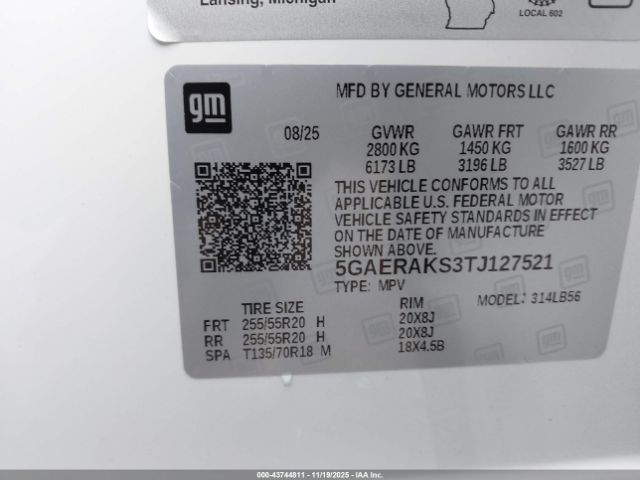 Lansing, Michigan
LOCAL 602
gm
MFD BY GENERAL MOTORS LLC
08/25 GVWR GAWR FRT GAWR RR
2800 KG 1450 KG 1600 KG
6173 LB 3196 LB 3527 LB
THIS VEHICLE CONFORMS TO ALL
APPLICABLE U.S. FEDERAL MOTOR
VEHICLE SAFETY STANDARDS IN EFFECT
ON THE DATE OF MANUFACTURE
SHOWN ABOVE.
5GAERAKS3TJ127521
TYPE: MPV MODEL: 314LB56
TIRE SIZE RIM
FRT 255/55R20 H 20X8J
RR 255/55R20 H 20X8J
SPA T135/70R18 M 18X4.5B
000-43744811 - 11/19/2025 - IAA Inc.